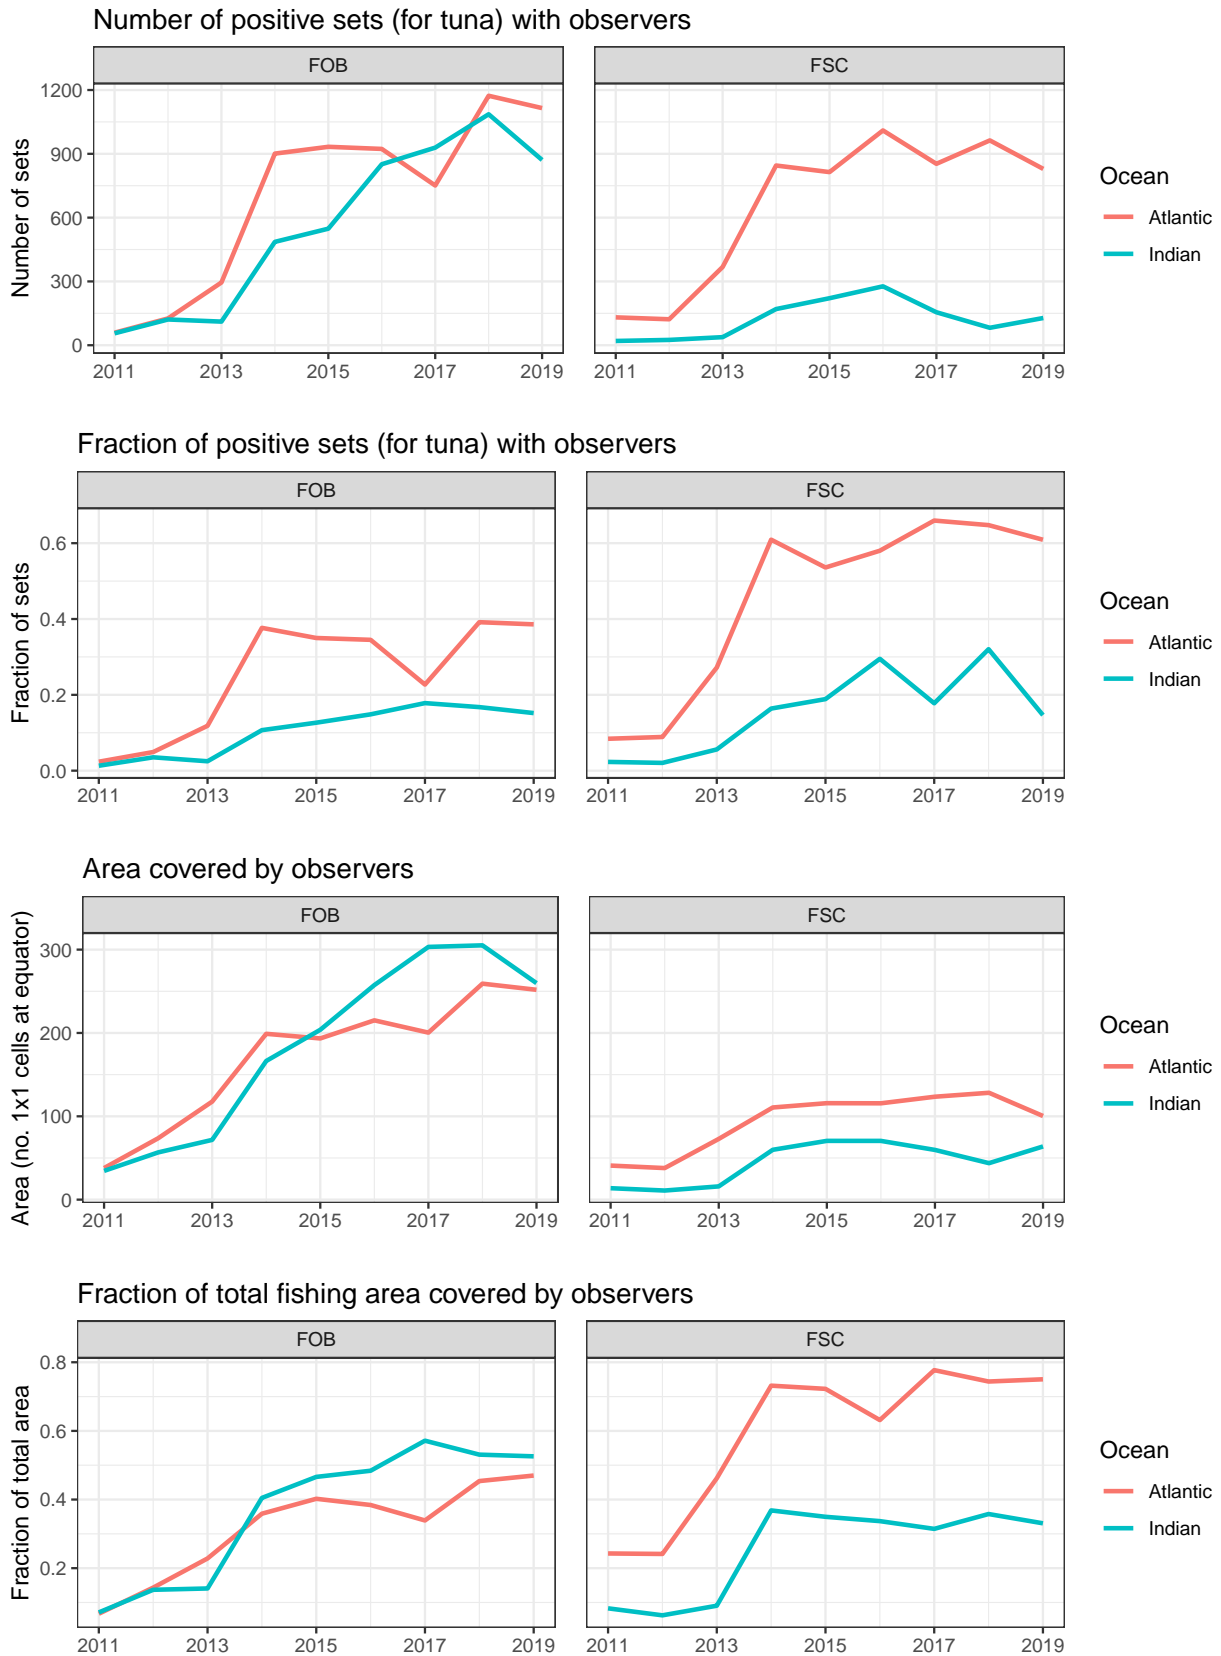 Number of positive sets (for tuna) with observers
FOB
FSC
Number of sets
1200
900
600
300
0
2011 2013 2015 2017 2019
2011 2013 2015 2017 2019
Ocean
Atlantic
Indian
Fraction of positive sets (for tuna) with observers
FOB
FSC
Fraction of sets
0.6
0.4
0.2
0.0
2011 2013 2015 2017 2019
2011 2013 2015 2017 2019
Ocean
Atlantic
Indian
Area covered by observers
FOB
FSC
Area (no. 1x1 cells at equator)
300
200
100
0
2011 2013 2015 2017 2019
2011 2013 2015 2017 2019
Ocean
Atlantic
Indian
Fraction of total fishing area covered by observers
FOB
FSC
Fraction of total area
0.8
0.6
0.4
0.2
2011 2013 2015 2017 2019
2011 2013 2015 2017 2019
Ocean
Atlantic
Indian